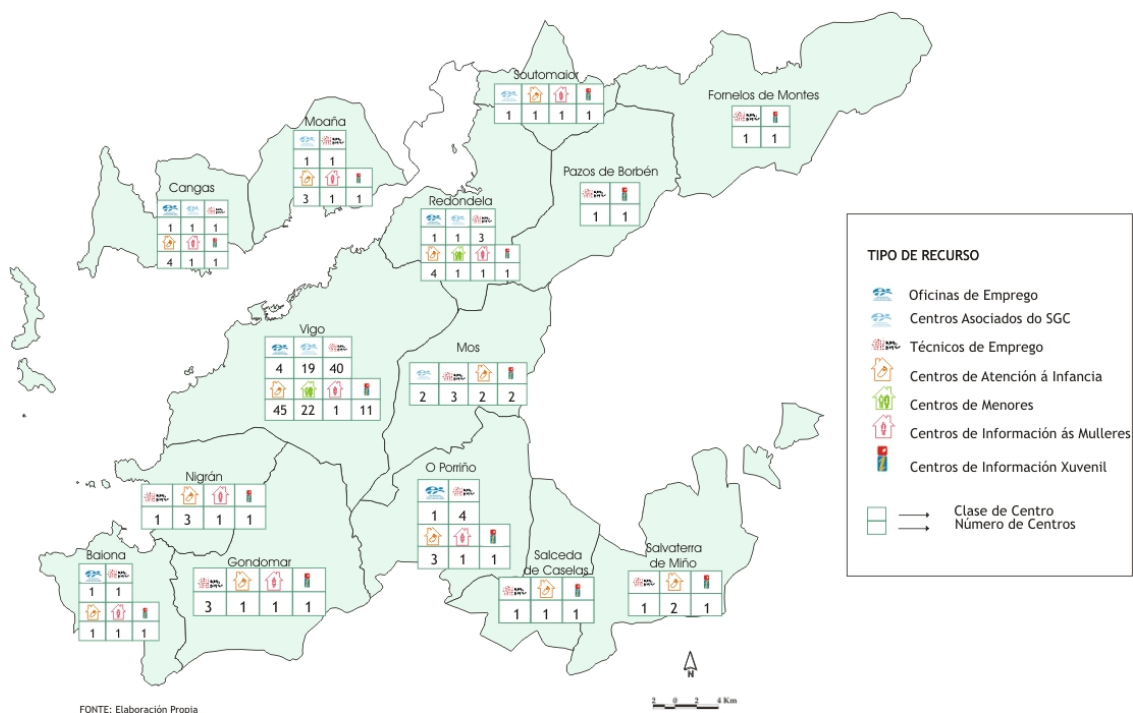 Soutomaior
1 1 1 1
Fornelos de Montes
1 1
Moaña
1 1
3 1 1
Pazos de Borbén
1 1
Cangas
1 1 1
4 1 1
Redondela
1 1 3
4 1 1 1
Vigo
4 19 40
45 22 1 11
Mos
2 3 2 2
Nigrán
1 3 1 1
O Porriño
1 4
3 1 1
Baiona
1 1
1 1 1
Gondomar
3 1 1 1
Salceda
de Caselas
1 1 1
Salvaterra
de Miño
1 2 1
TIPO DE RECURSO
Oficinas de Emprego
Centros Asociados do SGC
Técnicos de Emprego
Centros de Atención á Infancia
Centros de Menores
Centros de Información ás Mulleres
Centros de Información Xuvenil
Clase de Centro
Número de Centros
N
2 0 2 4 Km
FONTE: Elaboración Propia